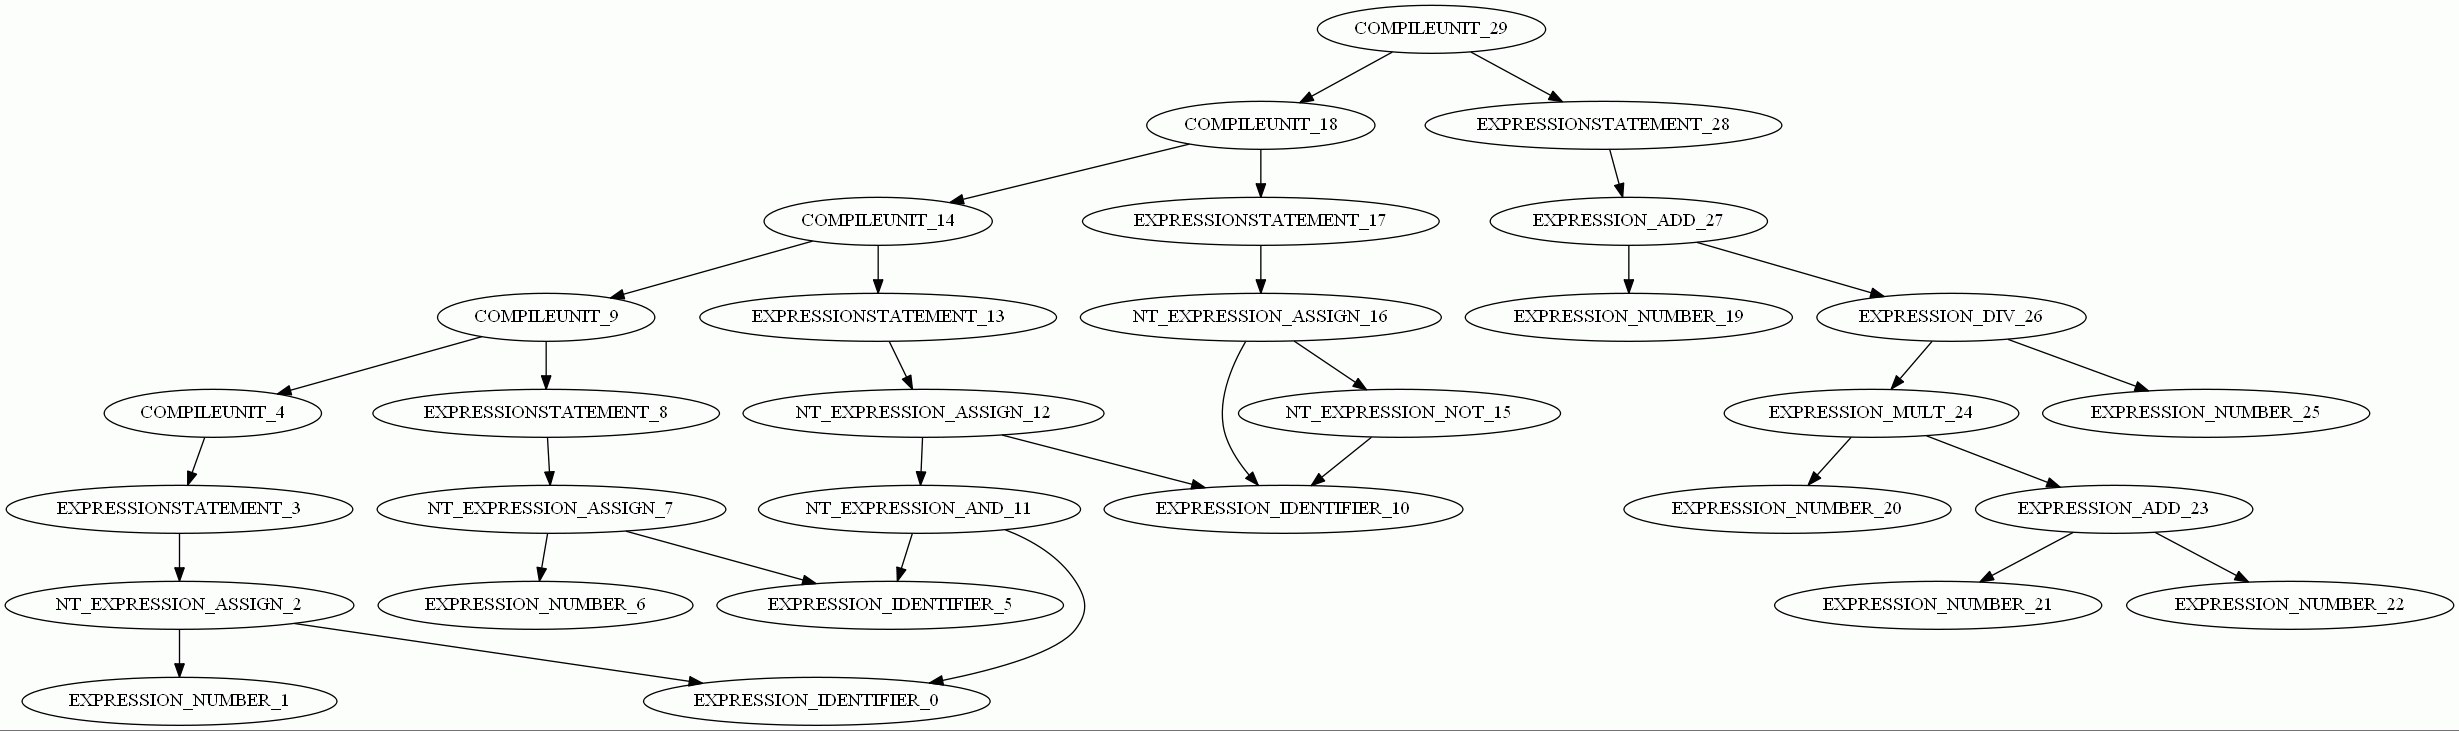 COMPILEUNIT_29
COMPILEUNIT_18
EXPRESSIONSTATEMENT_28
COMPILEUNIT_14
EXPRESSIONSTATEMENT_17
EXPRESSION_ADD_27
COMPILEUNIT_9
EXPRESSIONSTATEMENT_13
NT_EXPRESSION_ASSIGN_16
EXPRESSION_NUMBER_19
EXPRESSION_DIV_26
COMPILEUNIT_4
EXPRESSIONSTATEMENT_8
NT_EXPRESSION_ASSIGN_12
NT_EXPRESSION_NOT_15
EXPRESSION_MULT_24
EXPRESSION_NUMBER_25
EXPRESSIONSTATEMENT_3
NT_EXPRESSION_ASSIGN_7
NT_EXPRESSION_AND_11
EXPRESSION_IDENTIFIER_10
EXPRESSION_NUMBER_20
EXPRESSION_ADD_23
NT_EXPRESSION_ASSIGN_2
EXPRESSION_NUMBER_6
EXPRESSION_IDENTIFIER_5
EXPRESSION_NUMBER_21
EXPRESSION_NUMBER_22
EXPRESSION_NUMBER_1
EXPRESSION_IDENTIFIER_0